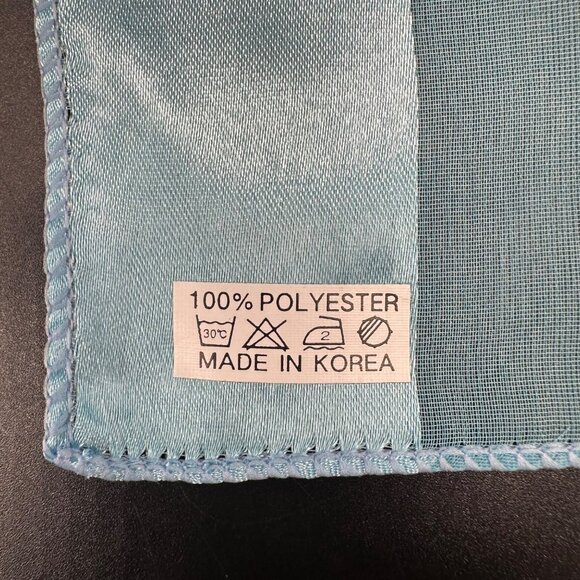 100% POLYESTER
30℃ 2
MADE IN KOREA